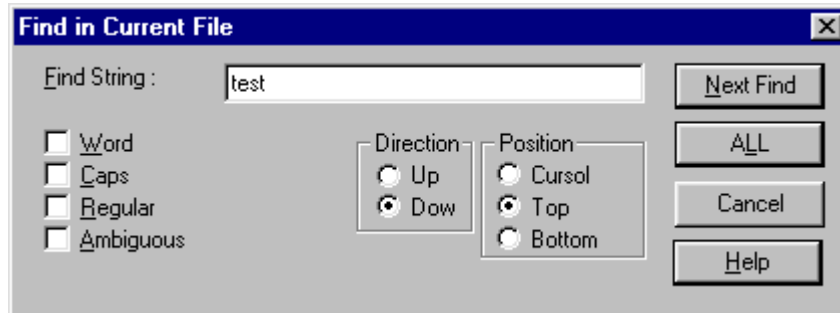 Find in Current File
Find String :
test
Next Find
Word
Caps
Regular
Ambiguous
Direction
Up
Dow
Position
Cursol
Top
Bottom
ALL
Cancel
Help